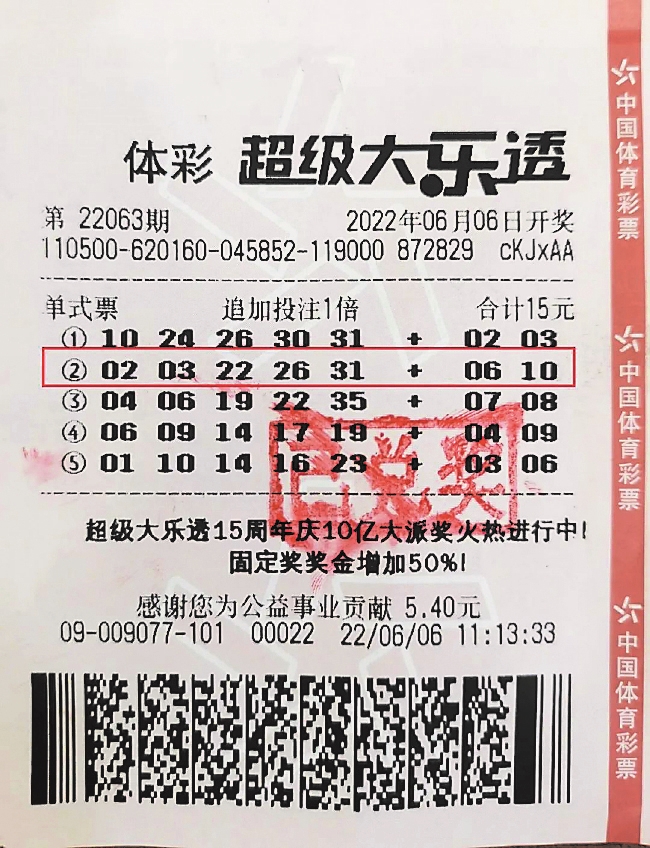 体彩 超级大乐透
第 22063期 2022年06月06日开奖
110500-620160-045852-119000 872829 cKJxAA
单式票 追加投注1倍 合计15元
① 10 24 26 30 31 + 02 03
② 02 03 22 26 31 + 06 10
③ 04 06 19 22 35 + 07 08
④ 06 09 14 17 19 + 04 09
⑤ 01 10 14 16 23 + 03 06
已兑奖
超级大乐透15周年庆10亿大派奖火热进行中!
固定奖奖金增加50%!
感谢您为公益事业贡献 5.40元
09-009077-101 00022 22/06/06 11:13:33
中国体育彩票
中国体育彩票
中国体育彩票